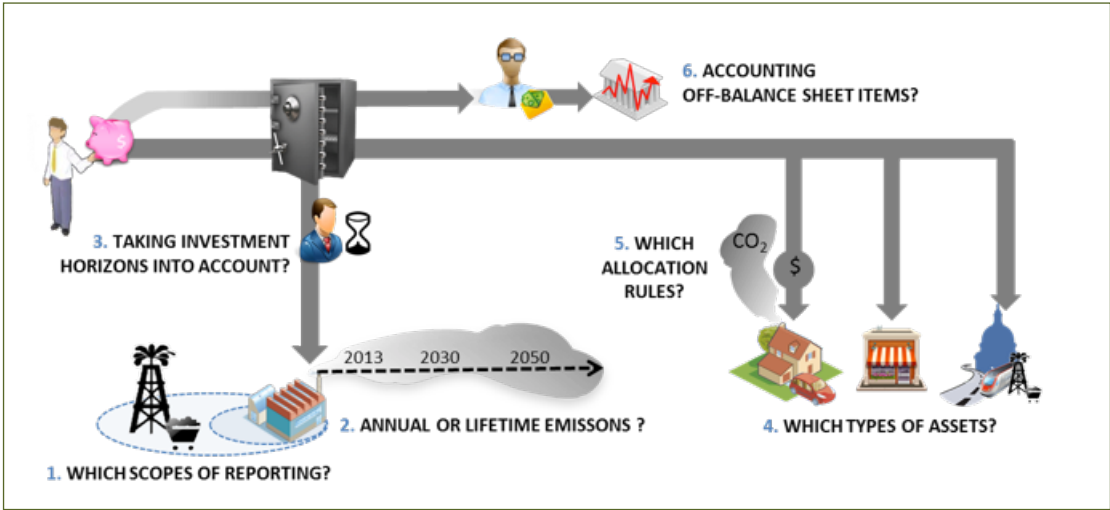 6. ACCOUNTING
OFF-BALANCE SHEET ITEMS?
$
3. TAKING INVESTMENT
HORIZONS INTO ACCOUNT?
5. WHICH
ALLOCATION
RULES?
CO2
$
2013 2030 2050
2. ANNUAL OR LIFETIME EMISSONS ?
4. WHICH TYPES OF ASSETS?
1. WHICH SCOPES OF REPORTING?